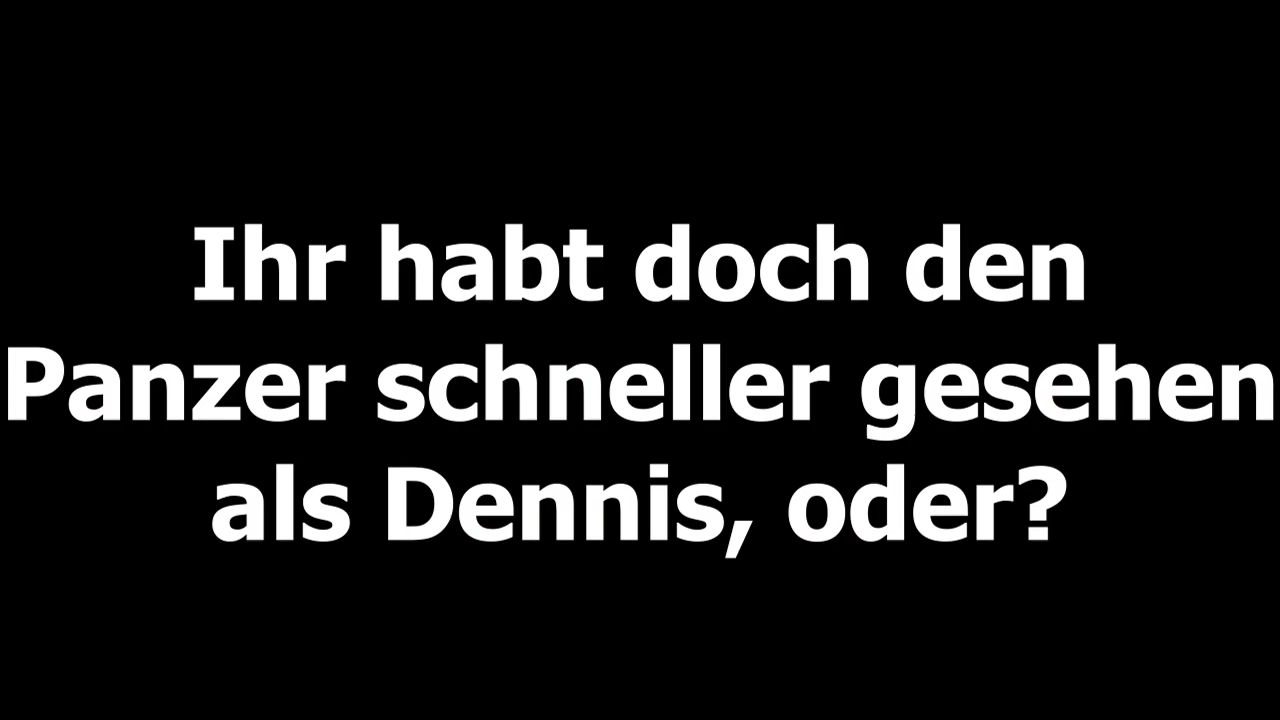 Ihr habt doch den
Panzer schneller gesehen
als Dennis, oder?